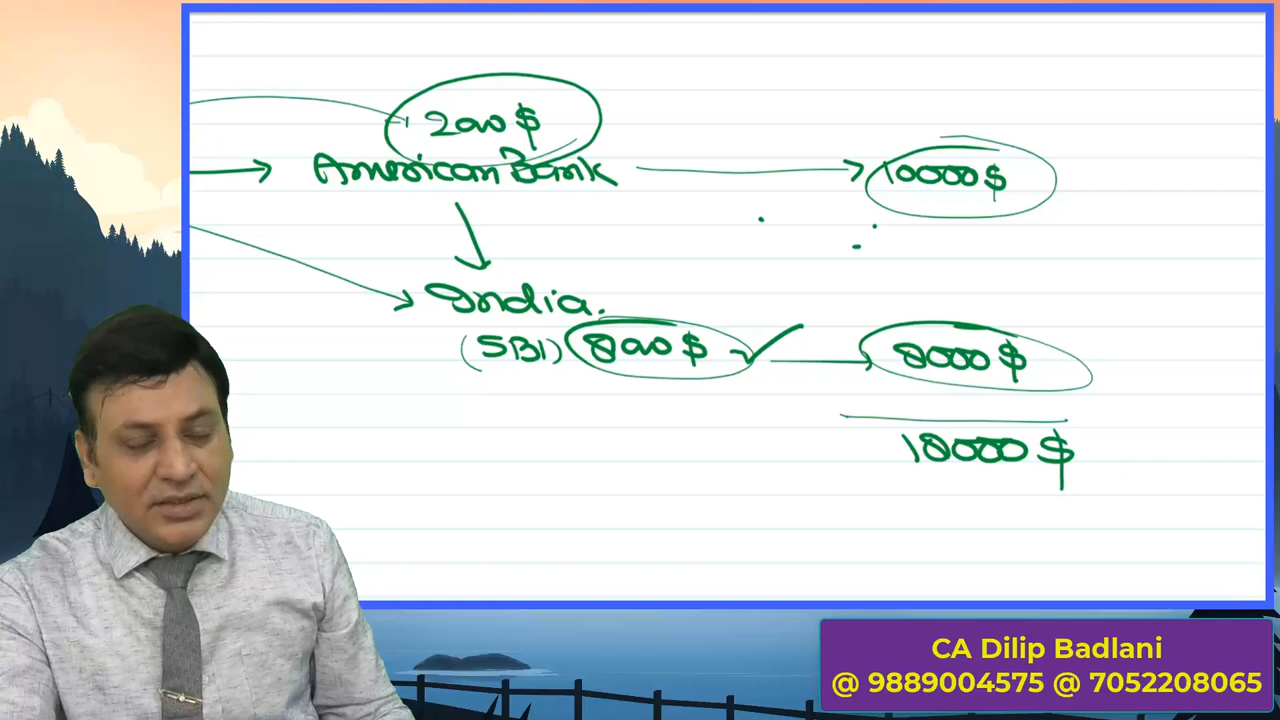 200 $
American Bank → 10000 $
India.
(SBI) 800 $ ✓ → 8000 $
18000 $
CA Dilip Badlani
@ 9889004575 @ 7052208065